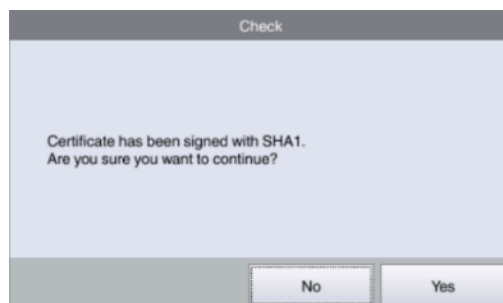 Check
Certificate has been signed with SHA1.
Are you sure you want to continue?
No
Yes